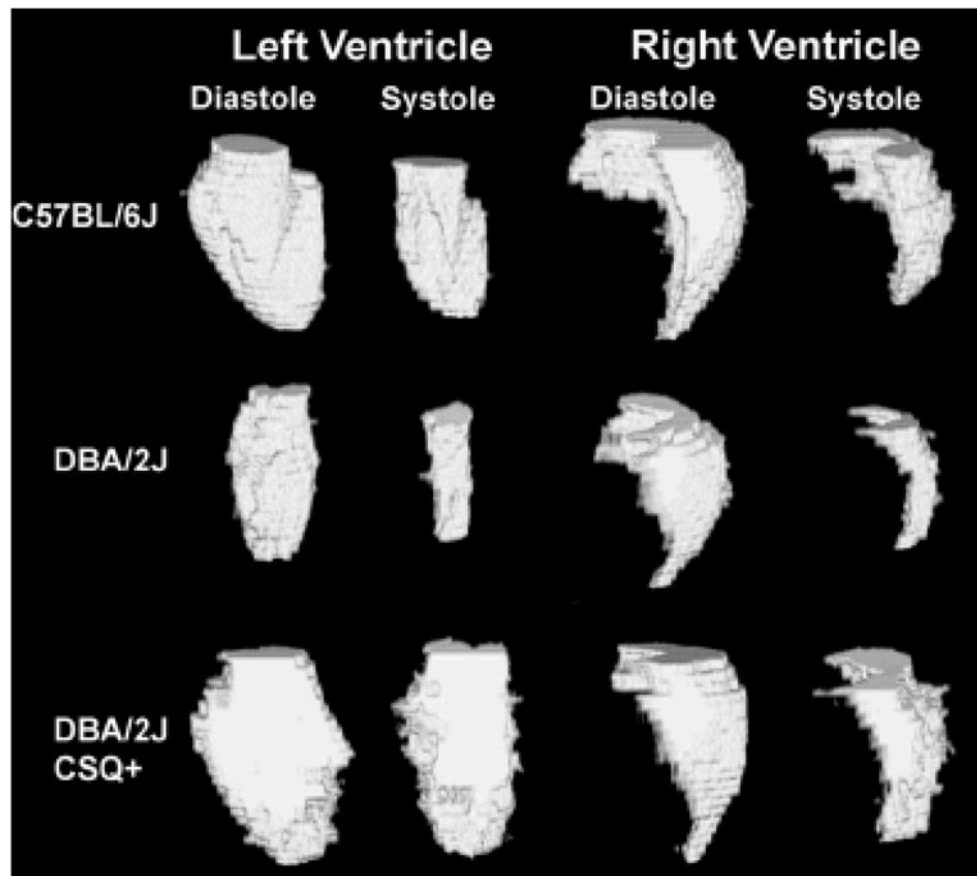 Left Ventricle Right Ventricle
Diastole Systole Diastole Systole
C57BL/6J
DBA/2J
DBA/2J
CSQ+